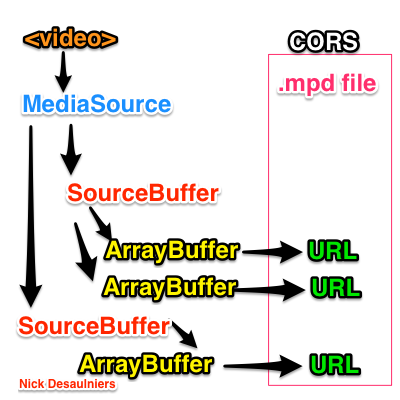 <video>
CORS
.mpd file
MediaSource
SourceBuffer
ArrayBuffer URL
ArrayBuffer URL
SourceBuffer
ArrayBuffer URL
Nick Desaulniers